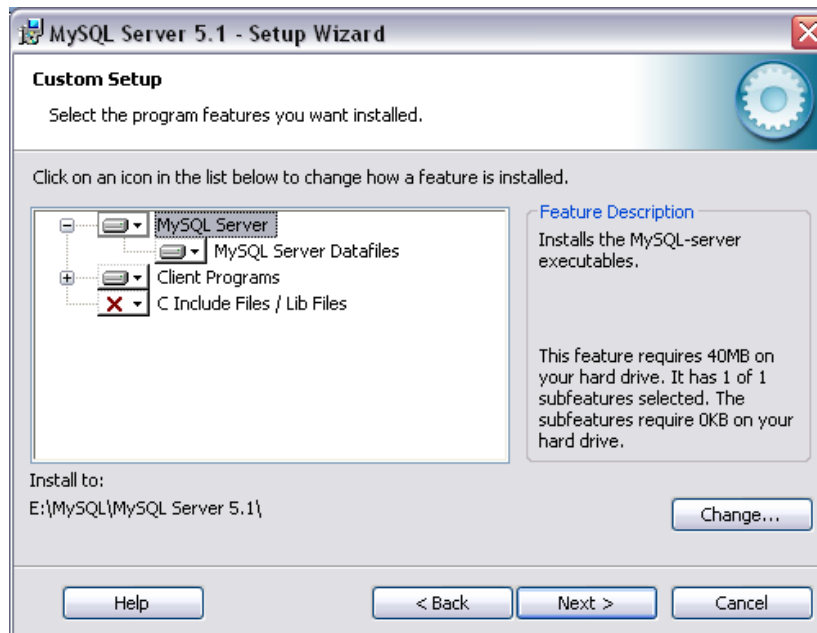 MySQL Server 5.1 - Setup Wizard
Custom Setup
Select the program features you want installed.
Click on an icon in the list below to change how a feature is installed.
MySQL Server
MySQL Server Datafiles
Client Programs
C Include Files / Lib Files
Feature Description
Installs the MySQL-server
executables.
This feature requires 40MB on
your hard drive. It has 1 of 1
subfeatures selected. The
subfeatures require 0KB on your
hard drive.
Install to:
E:\MySQL\MySQL Server 5.1\
Change...
Help
< Back
Next >
Cancel